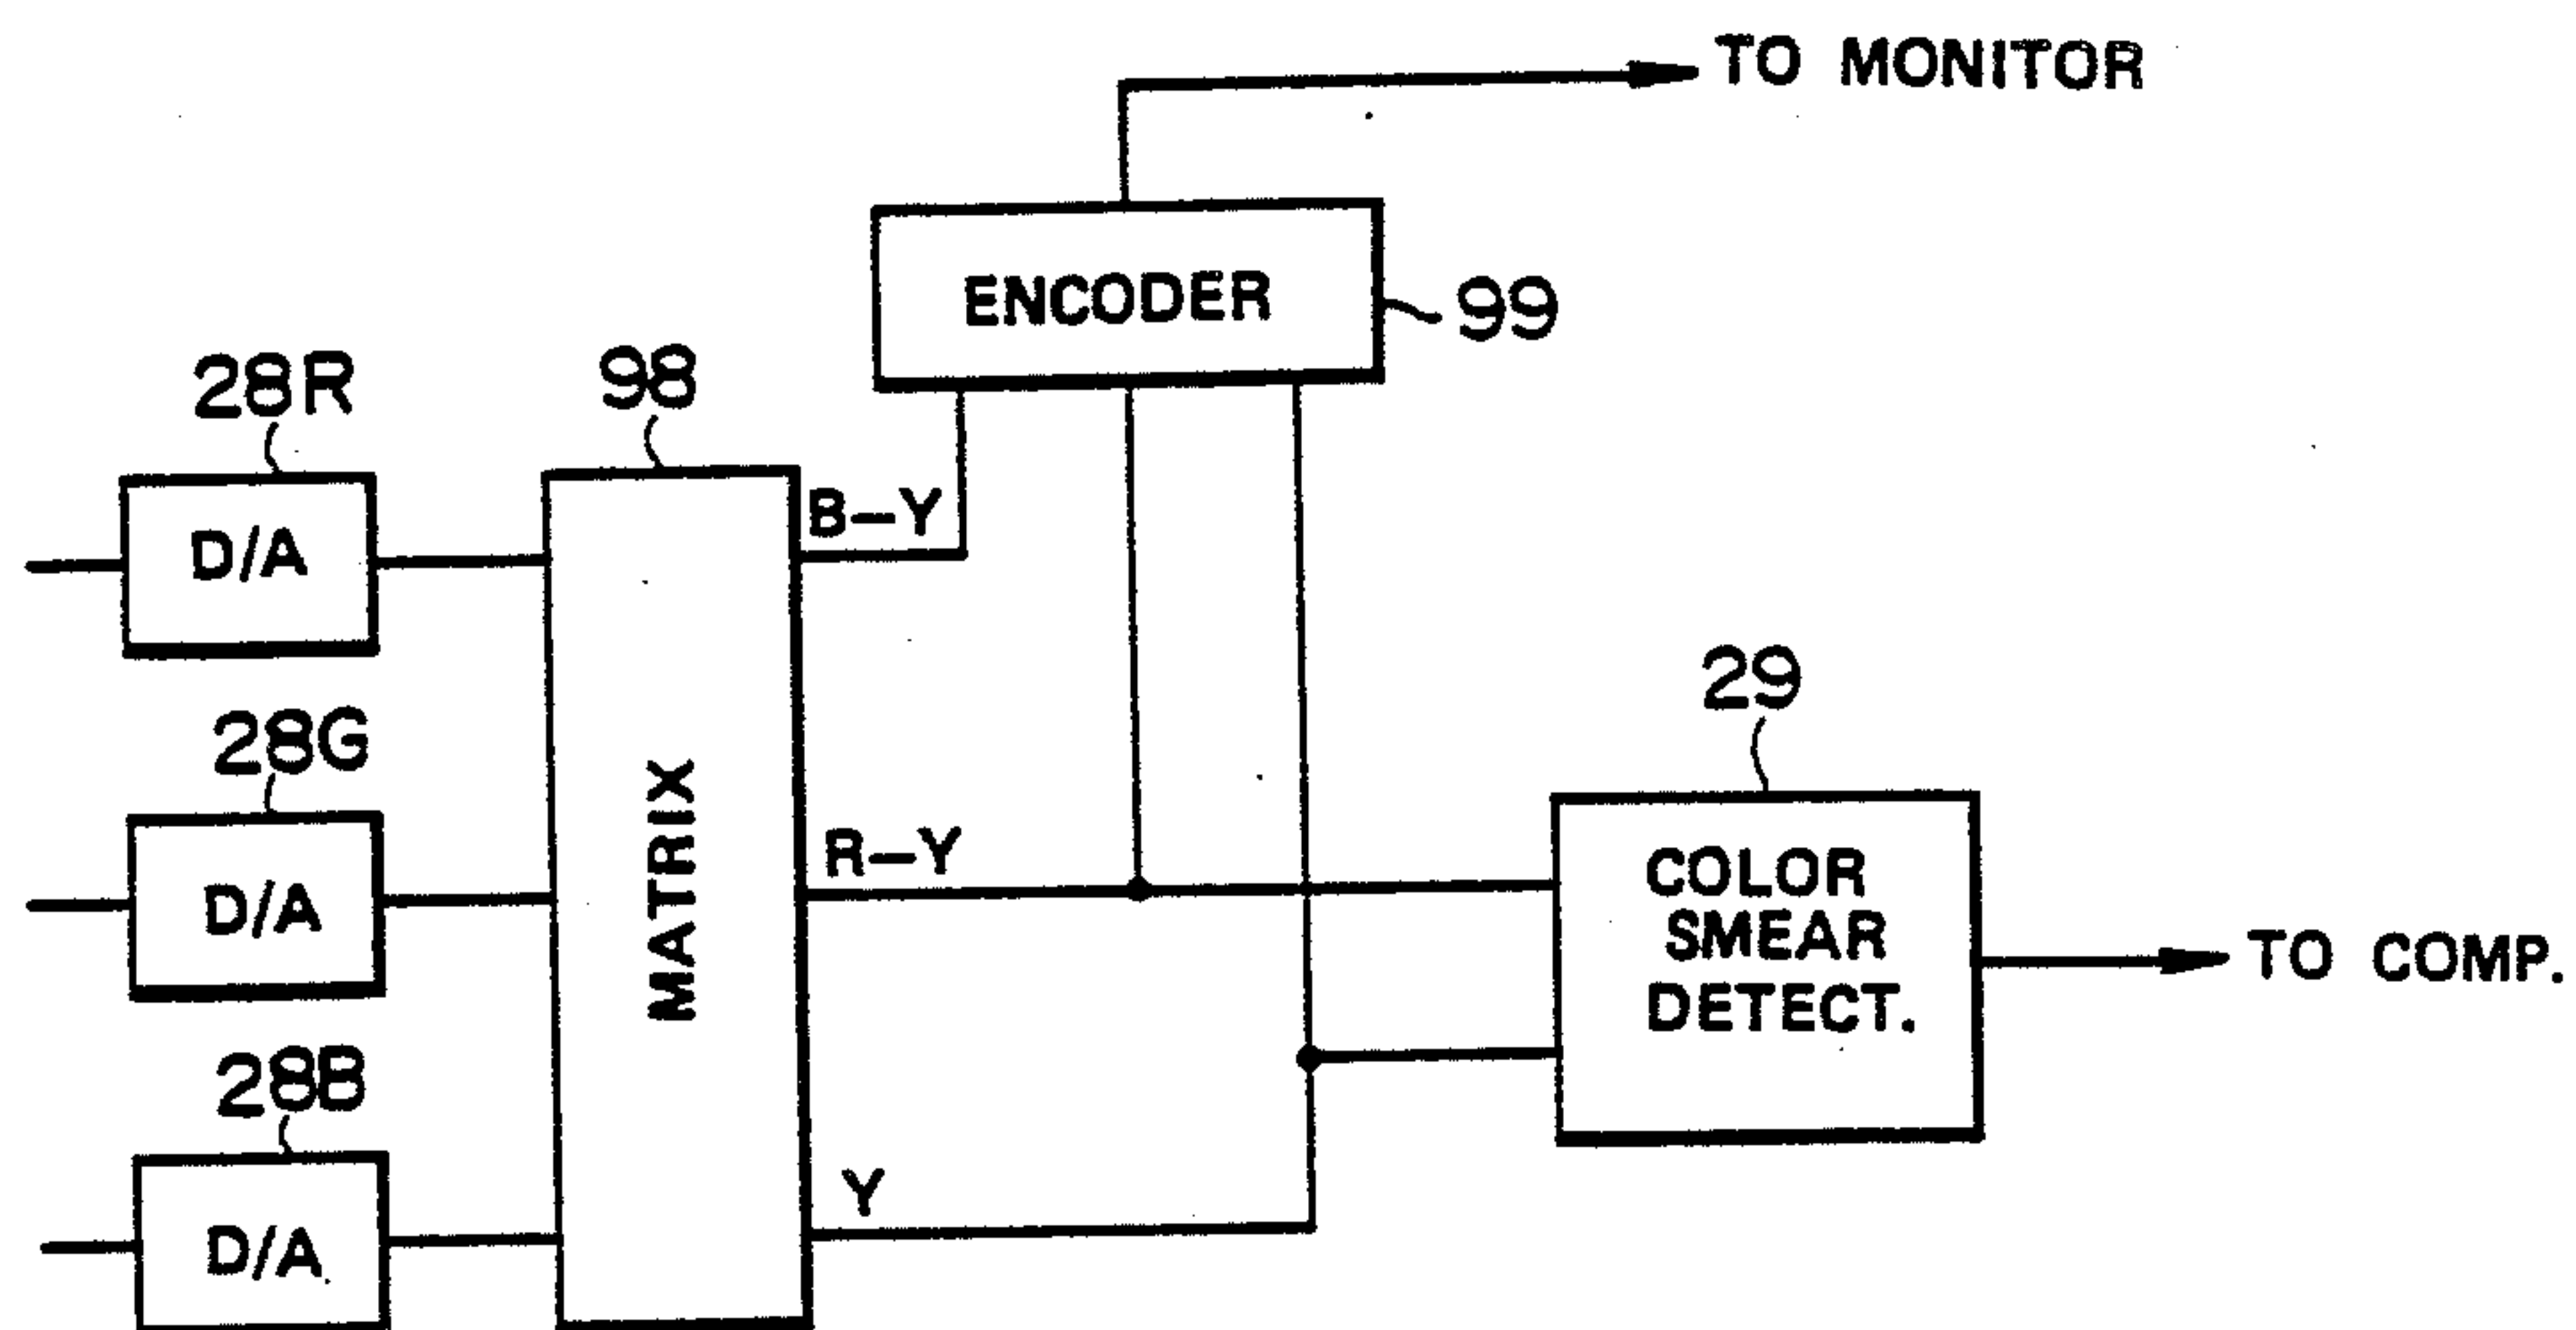 TO MONITOR
ENCODER
99
28R
98
D/A
B-Y
28G
D/A
MATRIX
R-Y
29
COLOR
SMEAR
DETECT.
TO COMP.
28B
D/A
Y